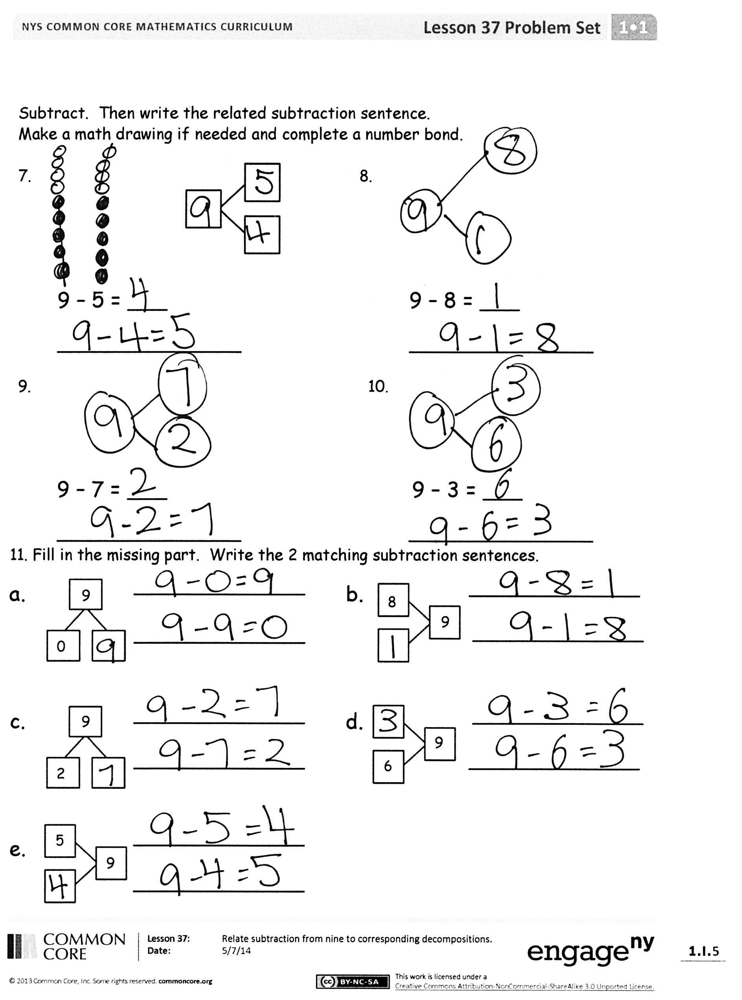 NYS COMMON CORE MATHEMATICS CURRICULUM Lesson 37 Problem Set 1•1
Subtract. Then write the related subtraction sentence.
Make a math drawing if needed and complete a number bond.
7. 9 5 4
9 - 5 = 4
9 - 4 = 5
8. 9 8 1
9 - 8 = 1
9 - 1 = 8
9. 9 7 2
9 - 7 = 2
9 - 2 = 7
10. 9 3 6
9 - 3 = 6
9 - 6 = 3
11. Fill in the missing part. Write the 2 matching subtraction sentences.
a. 9 0 9
9 - 0 = 9
9 - 9 = 0
b. 8 1 9
9 - 8 = 1
9 - 1 = 8
c. 9 2 7
9 - 2 = 7
9 - 7 = 2
d. 3 6 9
9 - 3 = 6
9 - 6 = 3
e. 5 4 9
9 - 5 = 4
9 - 4 = 5
COMMON
CORE
Lesson 37: Relate subtraction from nine to corresponding decompositions.
Date: 5/7/14
engage ny
1.I.5
© 2013 Common Core, Inc. Some rights reserved. commoncore.org
cc BY-NC-SA
This work is licensed under a
Creative Commons Attribution-NonCommercial-ShareAlike 3.0 Unported License.